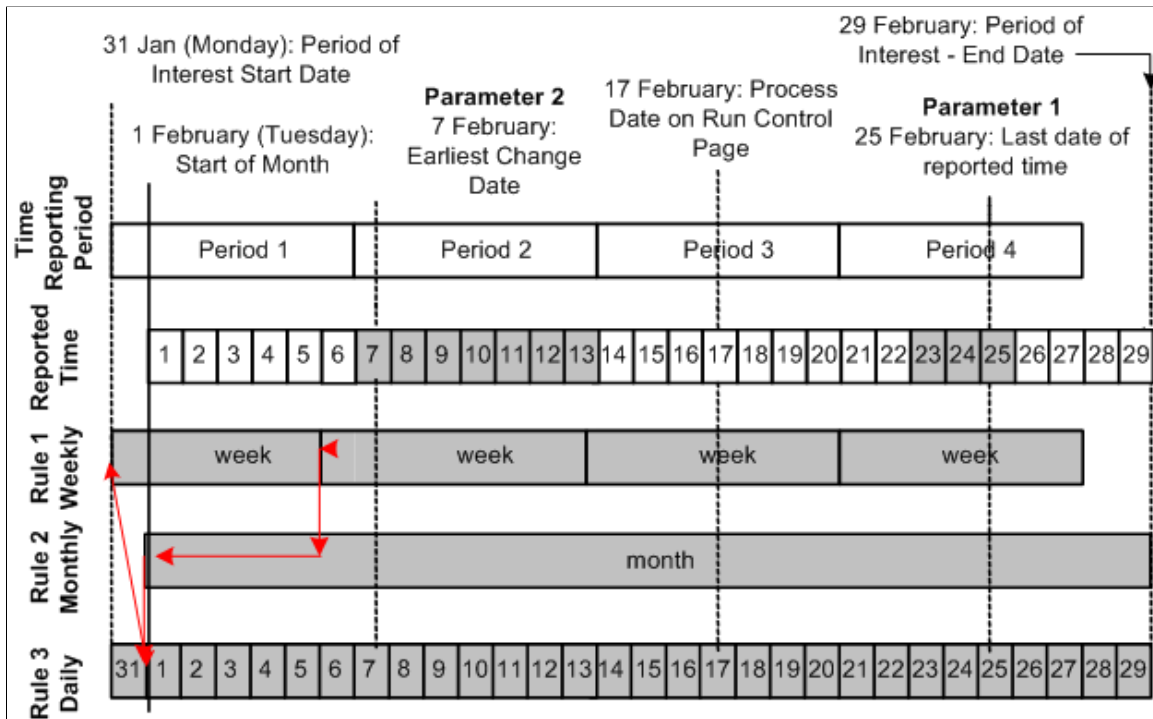 31 Jan (Monday): Period of
Interest Start Date
29 February: Period of
Interest - End Date
1 February (Tuesday):
Start of Month
Parameter 2
7 February:
Earliest Change
Date
17 February: Process
Date on Run Control
Page
Parameter 1
25 February: Last date of
reported time
Time
Reporting
Period
Period 1
Period 2
Period 3
Period 4
Reported
Time
1 2 3 4 5 6 7 8 9 10 11 12 13 14 15 16 17 18 19 20 21 22 23 24 25 26 27 28 29
Rule 1
Weekly
week
week
week
week
Rule 2
Monthly
month
Rule 3
Daily
31 1 2 3 4 5 6 7 8 9 10 11 12 13 14 15 16 17 18 19 20 21 22 23 24 25 26 27 28 29